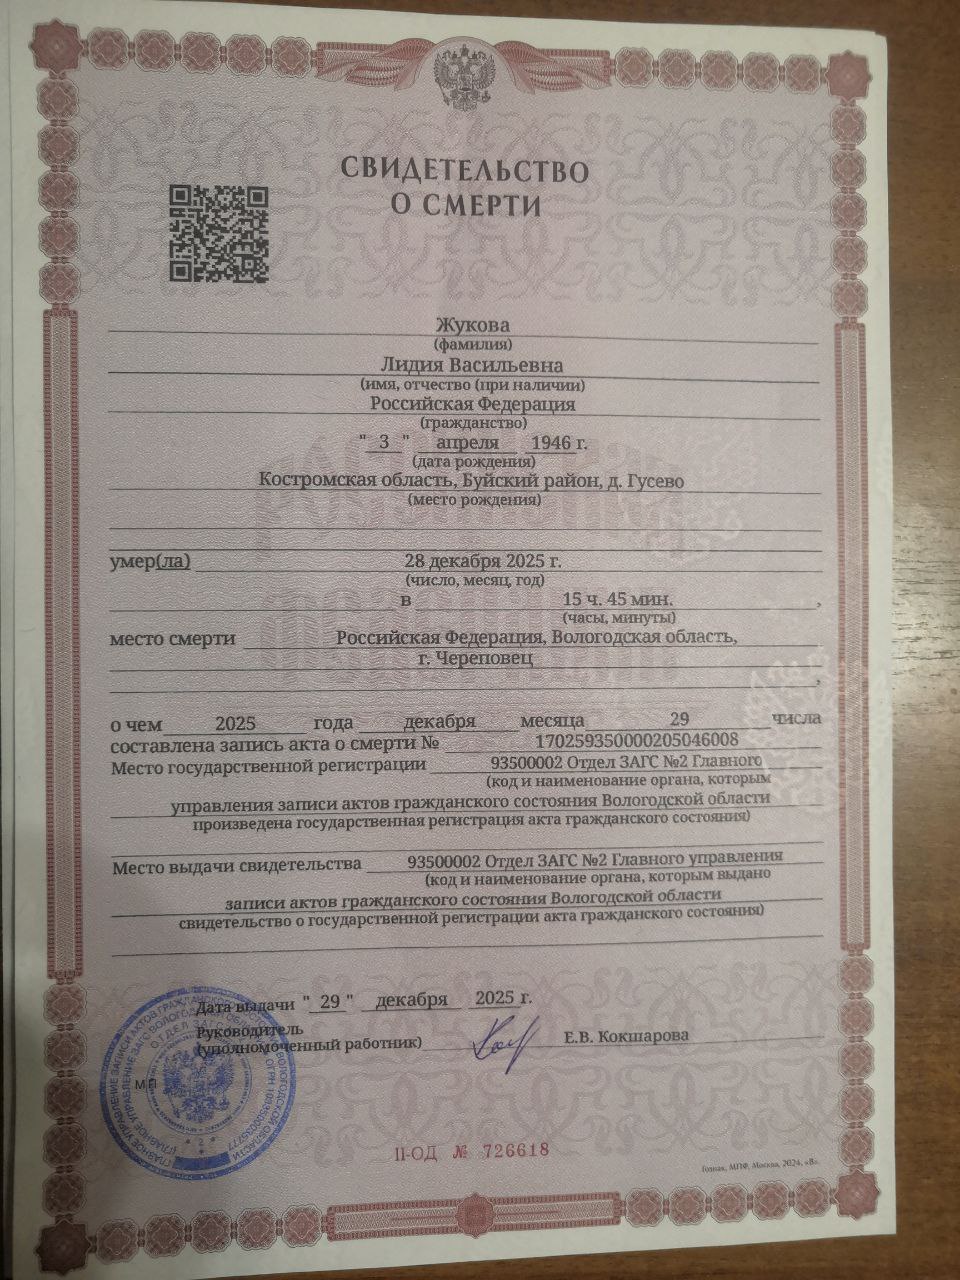 СВИДЕТЕЛЬСТВО
О СМЕРТИ
Жукова
(фамилия)
Лидия Васильевна
(имя, отчество (при наличии)
Российская Федерация
(гражданство)
" 3 " апреля 1946 г.
(дата рождения)
Костромская область, Буйский район, д. Гусево
(место рождения)
умер(ла) 28 декабря 2025 г.
(число, месяц, год)
в 15 ч. 45 мин.,
(часы, минуты)
место смерти Российская Федерация, Вологодская область,
г. Череповец
,
о чем 2025 года декабря месяца 29 числа
составлена запись акта о смерти № 170259350000205046008
Место государственной регистрации 93500002 Отдел ЗАГС №2 Главного
(код и наименование органа, которым
управления записи актов гражданского состояния Вологодской области
произведена государственная регистрация акта гражданского состояния)
Место выдачи свидетельства 93500002 Отдел ЗАГС №2 Главного управления
(код и наименование органа, которым выдано
записи актов гражданского состояния Вологодской области
свидетельство о государственной регистрации акта гражданского состояния)
Дата выдачи " 29 " декабря 2025 г.
Руководитель
(уполномоченный работник) Е.В. Кокшарова
МП
II-ОД № 726618
Гознак, МПФ, Москва, 2024, «В».